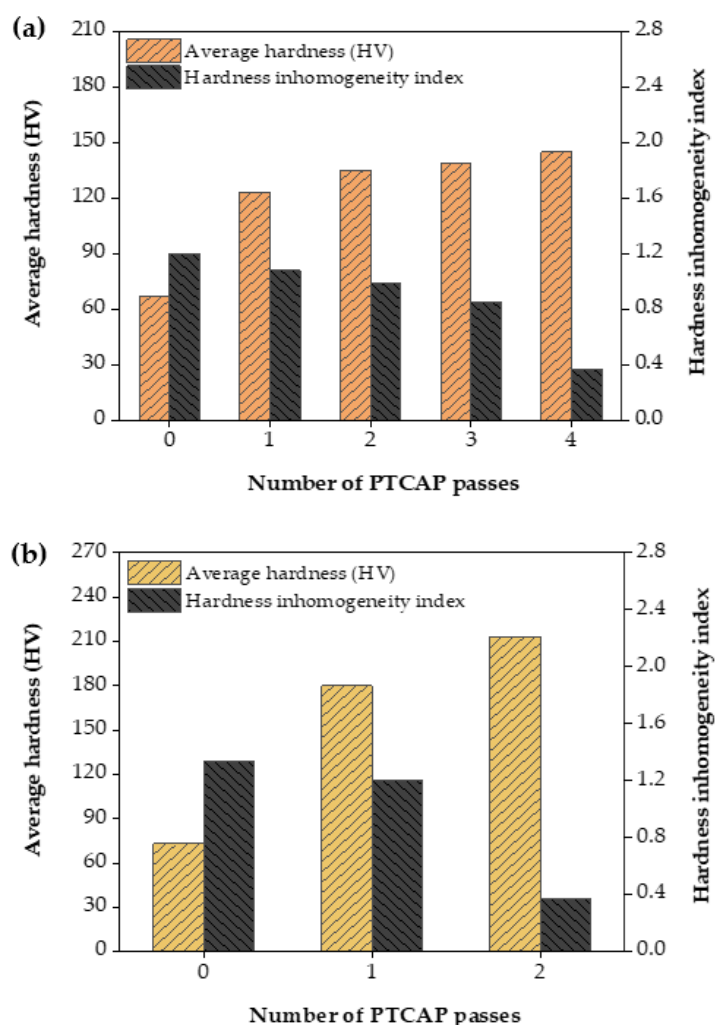 (a)
210
180
150
120
90
60
30
0
Average hardness (HV)
Average hardness (HV)
Hardness inhomogeneity index
2.8
2.4
2.0
1.6
1.2
0.8
0.4
0.0
Hardness inhomogeneity index
0 1 2 3 4
Number of PTCAP passes
(b)
270
240
210
180
150
120
90
60
30
0
Average hardness (HV)
Average hardness (HV)
Hardness inhomogeneity index
2.8
2.4
2.0
1.6
1.2
0.8
0.4
0.0
Hardness inhomogeneity index
0 1 2
Number of PTCAP passes